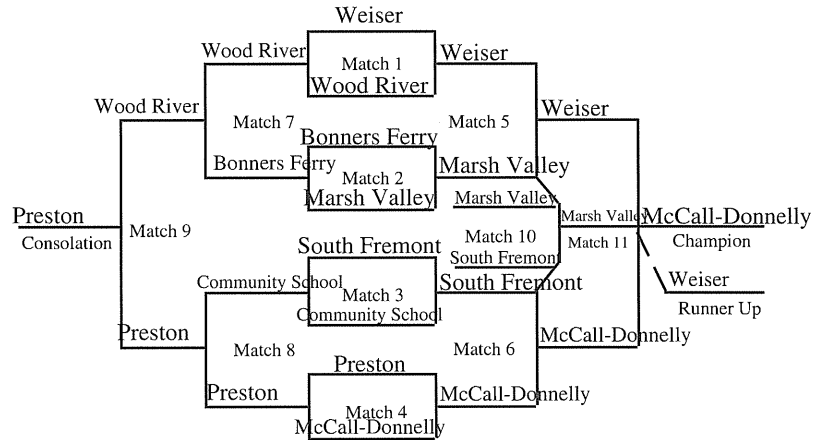 Weiser
Wood River
Match 1
Weiser
Wood River
Wood River
Match 7
Match 5
Weiser
Bonners Ferry
Bonners Ferry
Match 2
Marsh Valley
Marsh Valley
Marsh Valley
Preston
Consolation
Match 9
Marsh Valley
McCall-Donnelly
Match 10
Match 11
Champion
South Fremont
South Fremont
Community School
Match 3
South Fremont
Community School
Weiser
Runner Up
Preston
McCall-Donnelly
Match 8
Match 6
Preston
Preston
Match 4
McCall-Donnelly
McCall-Donnelly